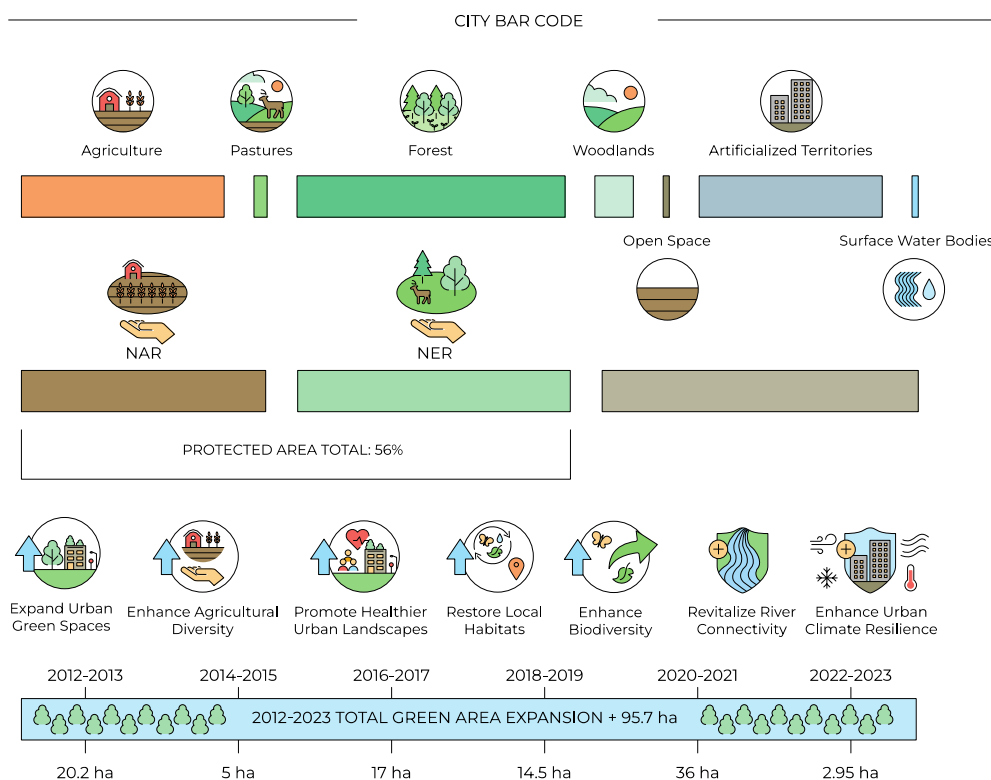 CITY BAR CODE
Agriculture
Pastures
Forest
Woodlands
Artificialized Territories
Open Space
Surface Water Bodies
NAR
NER
PROTECTED AREA TOTAL: 56%
Expand Urban
Green Spaces
Enhance Agricultural
Diversity
Promote Healthier
Urban Landscapes
Restore Local
Habitats
Enhance
Biodiversity
Revitalize River
Connectivity
Enhance Urban
Climate Resilience
2012-2013
2014-2015
2016-2017
2018-2019
2020-2021
2022-2023
2012-2023 TOTAL GREEN AREA EXPANSION + 95.7 ha
20.2 ha
5 ha
17 ha
14.5 ha
36 ha
2.95 ha